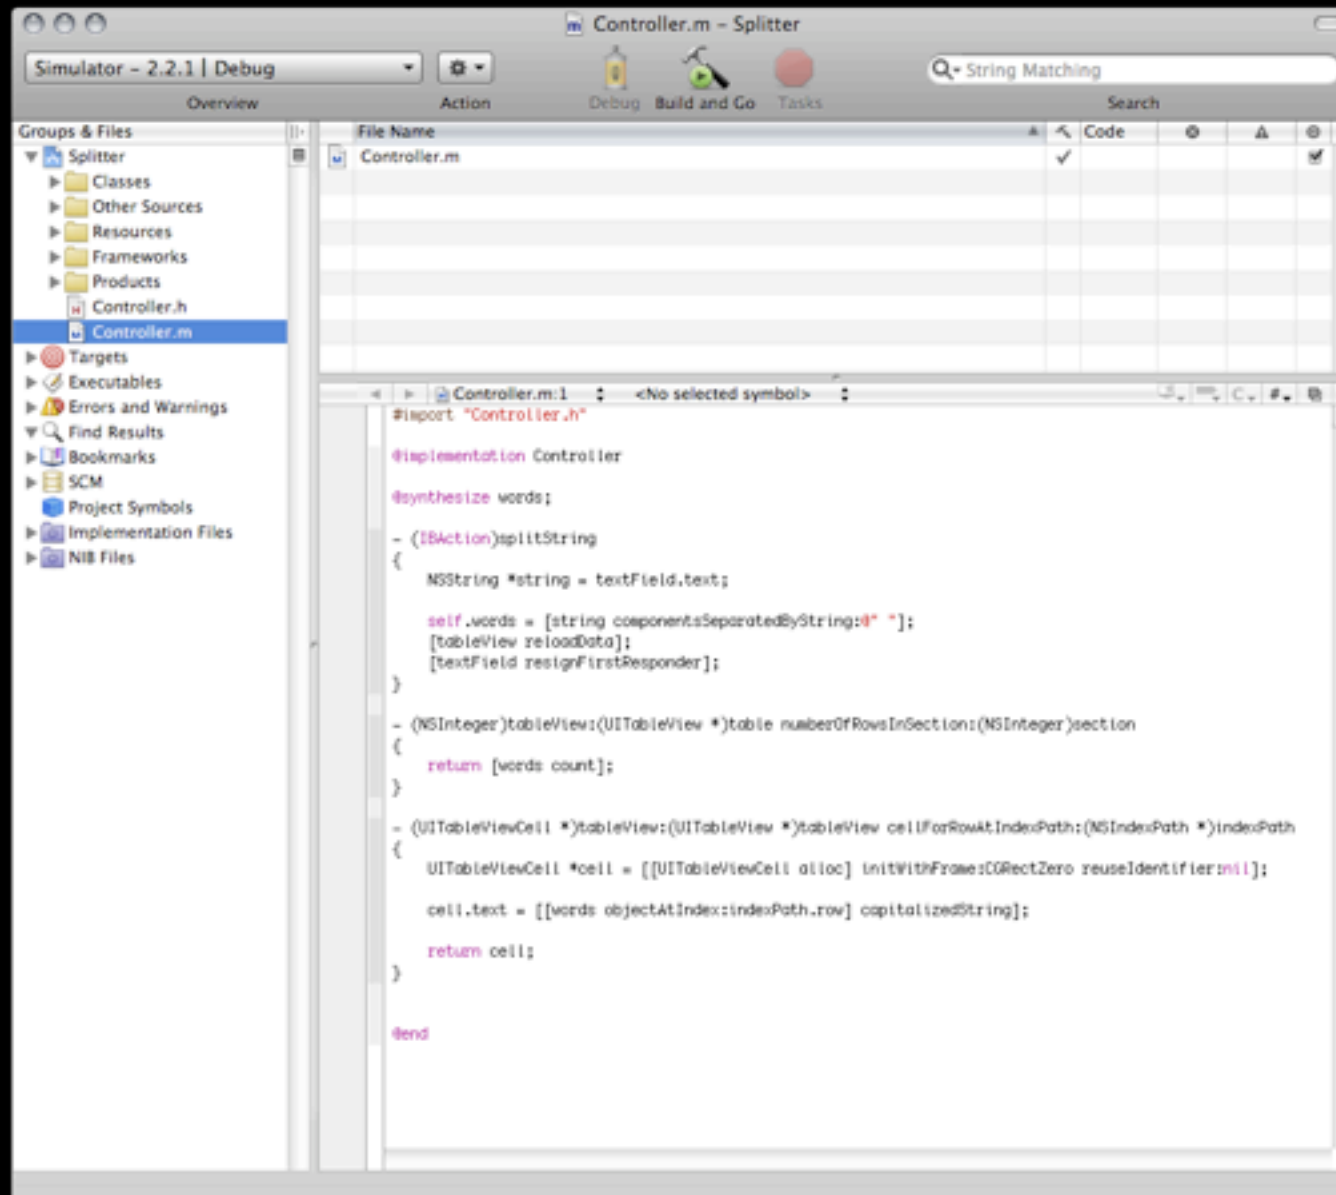 Controller.m – Splitter
Simulator – 2.2.1 | Debug
String Matching
Overview
Action
Debug
Build and Go
Tasks
Search
Groups & Files
Splitter
Classes
Other Sources
Resources
Frameworks
Products
Controller.h
Controller.m
Targets
Executables
Errors and Warnings
Find Results
Bookmarks
SCM
Project Symbols
Implementation Files
NIB Files
File Name
Code
Controller.m
Controller.m:1
<No selected symbol>
C
#
#import "Controller.h"
@implementation Controller
@synthesize words;
- (IBAction)splitString
{
NSString *string = textField.text;
self.words = [string componentsSeparatedByString:@" "];
[tableView reloadData];
[textField resignFirstResponder];
}
- (NSInteger)tableView:(UITableView *)table numberOfRowsInSection:(NSInteger)section
{
return [words count];
}
- (UITableViewCell *)tableView:(UITableView *)tableView cellForRowAtIndexPath:(NSIndexPath *)indexPath
{
UITableViewCell *cell = [[UITableViewCell alloc] initWithFrame:CGRectZero reuseIdentifier:nil];
cell.text = [[words objectAtIndex:indexPath.row] capitalizedString];
return cell;
}
@end